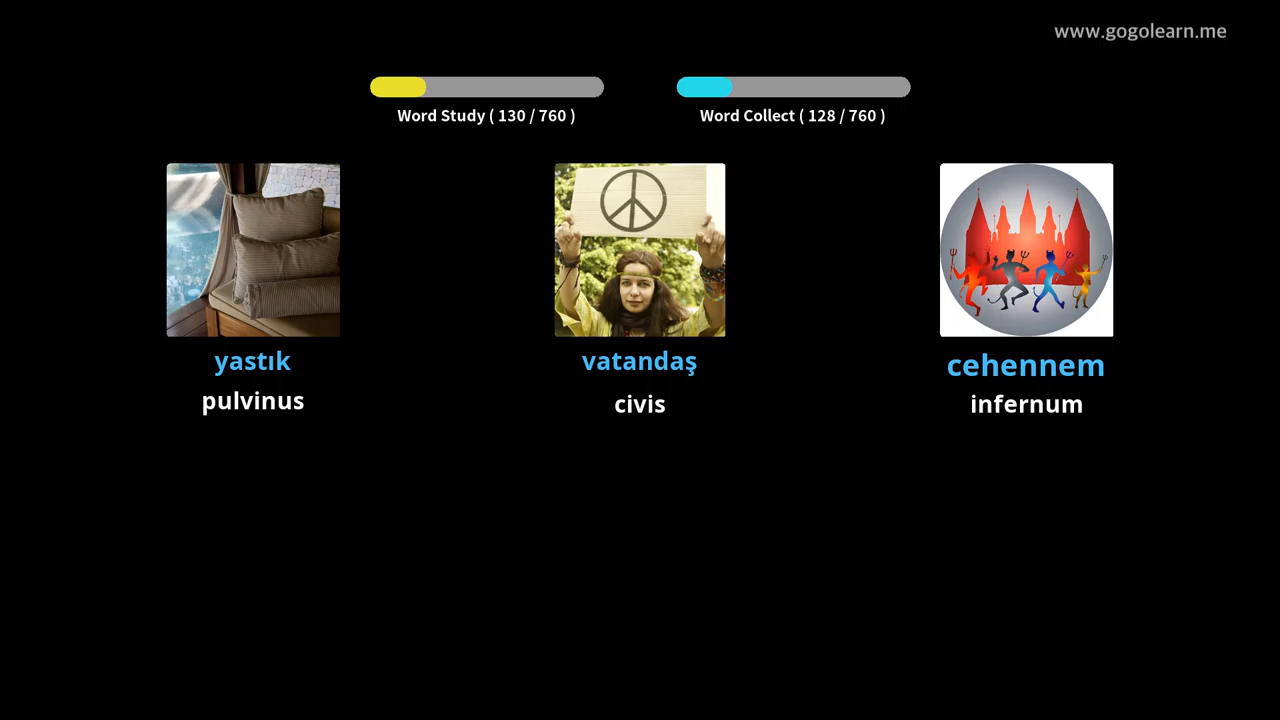 www.gogolearn.me
Word Study ( 130 / 760 )
Word Collect ( 128 / 760 )
yastık
vatandaş
cehennem
pulvinus
civis
infernum